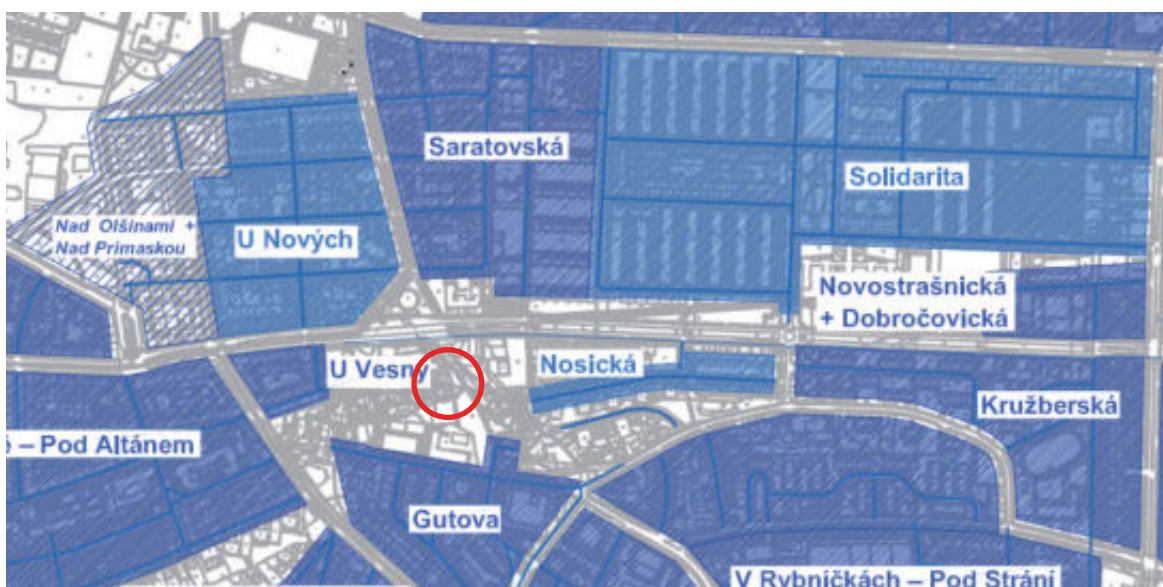 Saratovská
Solidarita
Nad Olšinami +
Nad Primaskou
U Nových
Novostrašnická
+ Dobročovická
U Vesny
Nosická
Kružberská
– Pod Altánem
Gutova
V Rybníčkách – Pod Strání